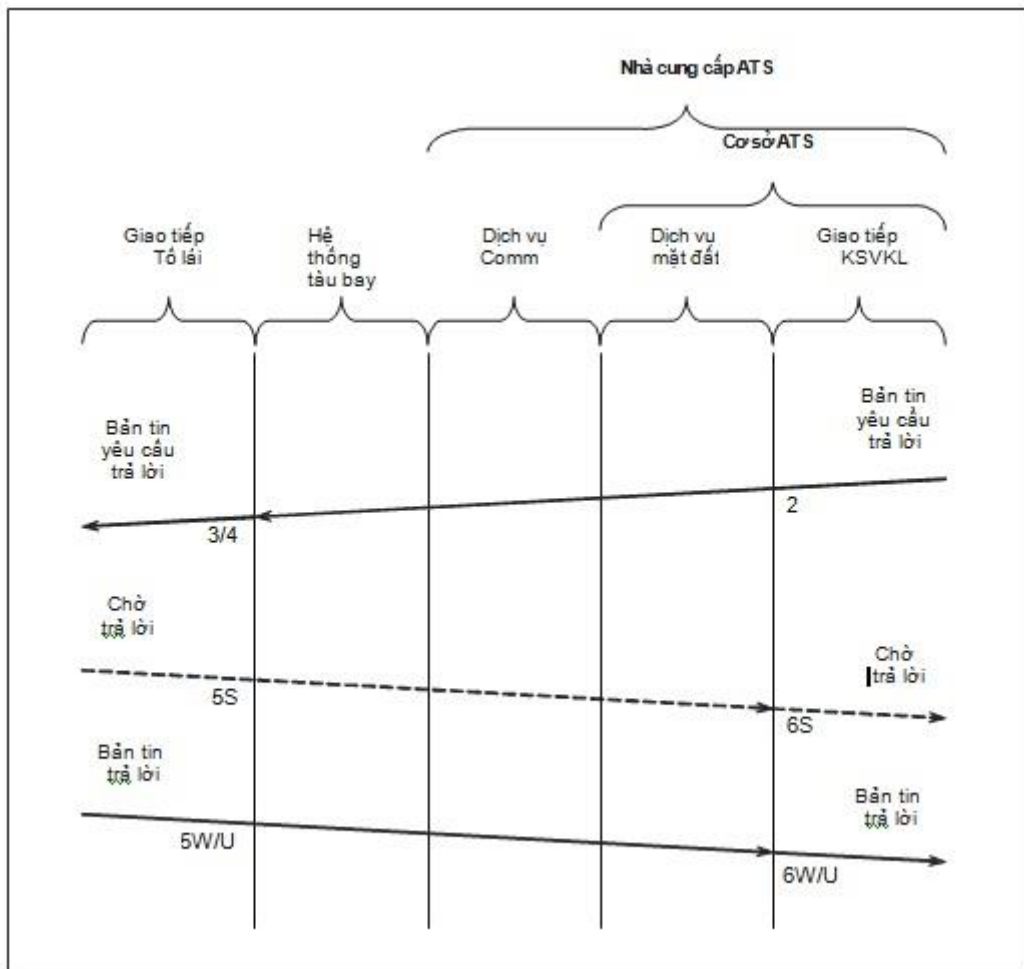 Nhà cung cấp ATS
Cơ sở ATS
Giao tiếp
Tổ lái
Hệ
thống
tàu bay
Dịch vụ
Comm
Dịch vụ
mặt đất
Giao tiếp
KSVKL
Bản tin
yêu cầu
trả lời
Bản tin
yêu cầu
trả lời
2
3/4
Chờ
trả lời
Chờ
trả lời
5S
6S
Bản tin
trả lời
Bản tin
trả lời
5W/U
6W/U